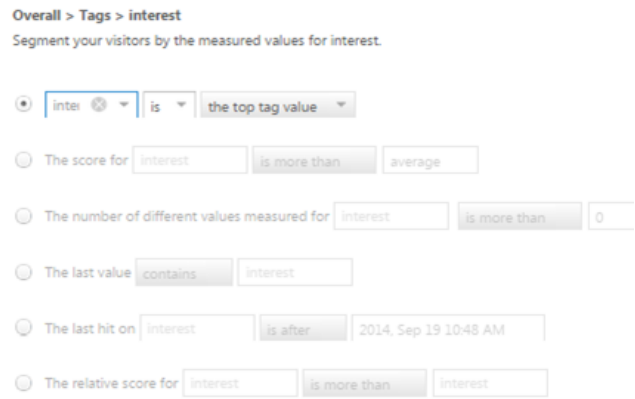 Overall > Tags > interest
Segment your visitors by the measured values for interest.
inter is the top tag value
The score for interest is more than average
The number of different values measured for interest is more than 0
The last value contains interest
The last hit on interest is after 2014, Sep 19 10:48 AM
The relative score for interest is more than interest